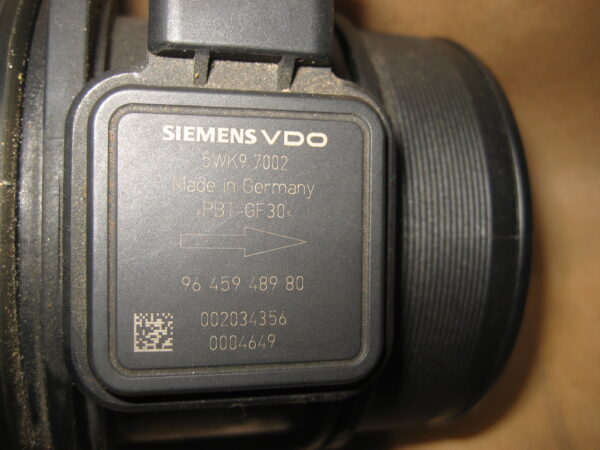 SIEMENS VDO
5WK9 7002
Made in Germany
›PBT-GF30‹
96 459 489 80
002034356
0004649